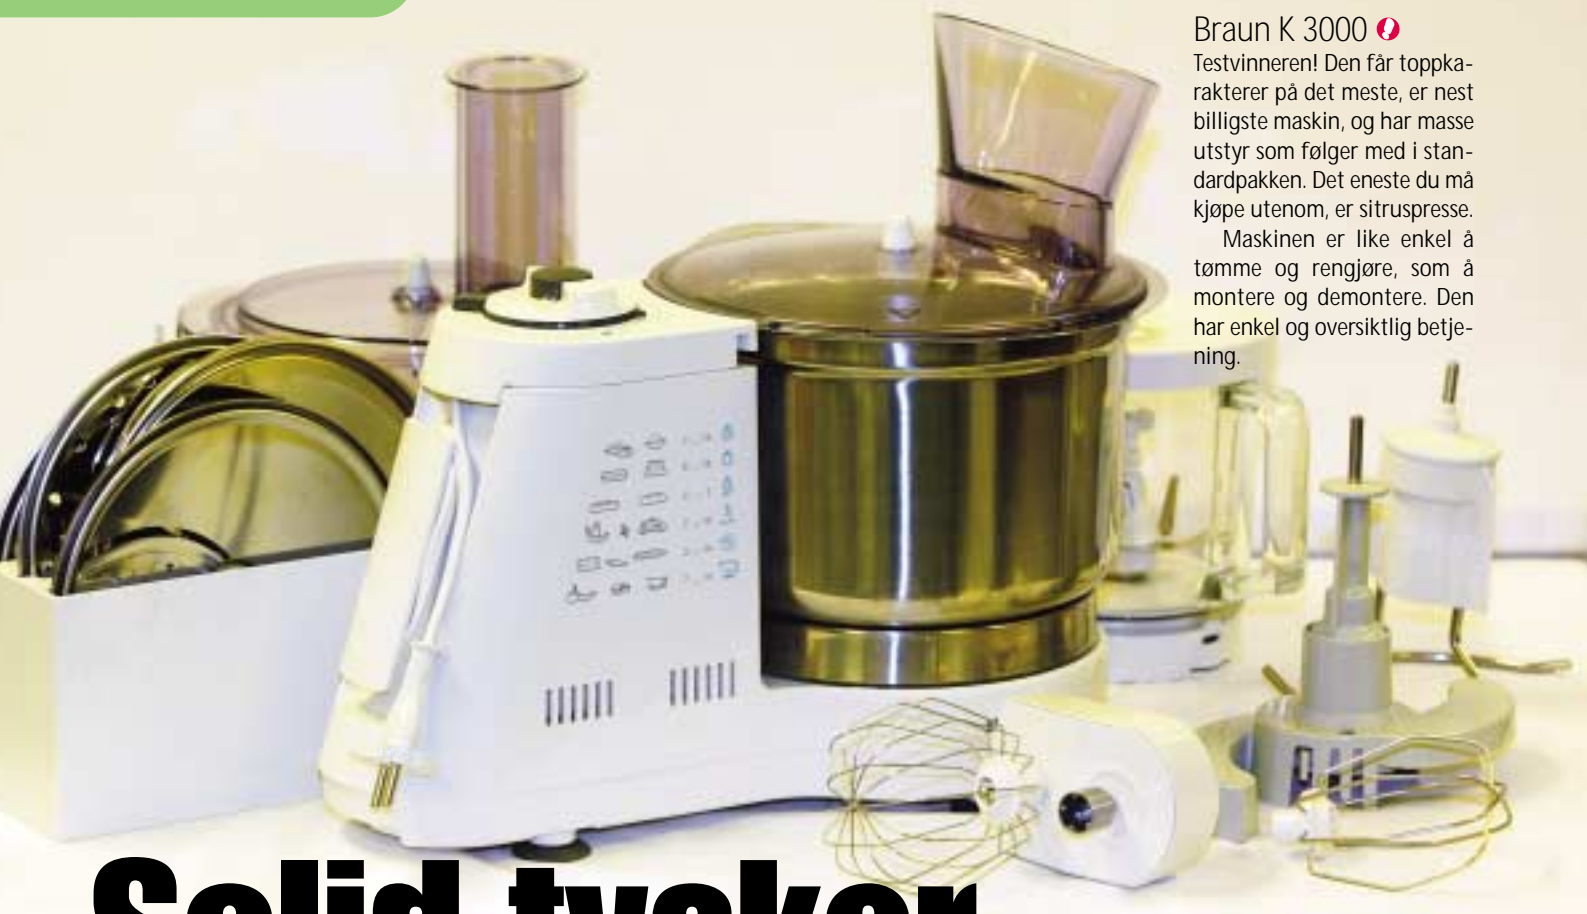 Braun K 3000
Testvinneren! Den får toppka-
rakterer på det meste, er nest
billigste maskin, og har masse
utstyr som følger med i stan-
dardpakken. Det eneste du må
kjøpe utenom, er sitruspresse.
Maskinen er like enkel å
tømme og rengjøre, som å
montere og demontere. Den
har enkel og oversiktlig betje-
ning.
Solid tysker